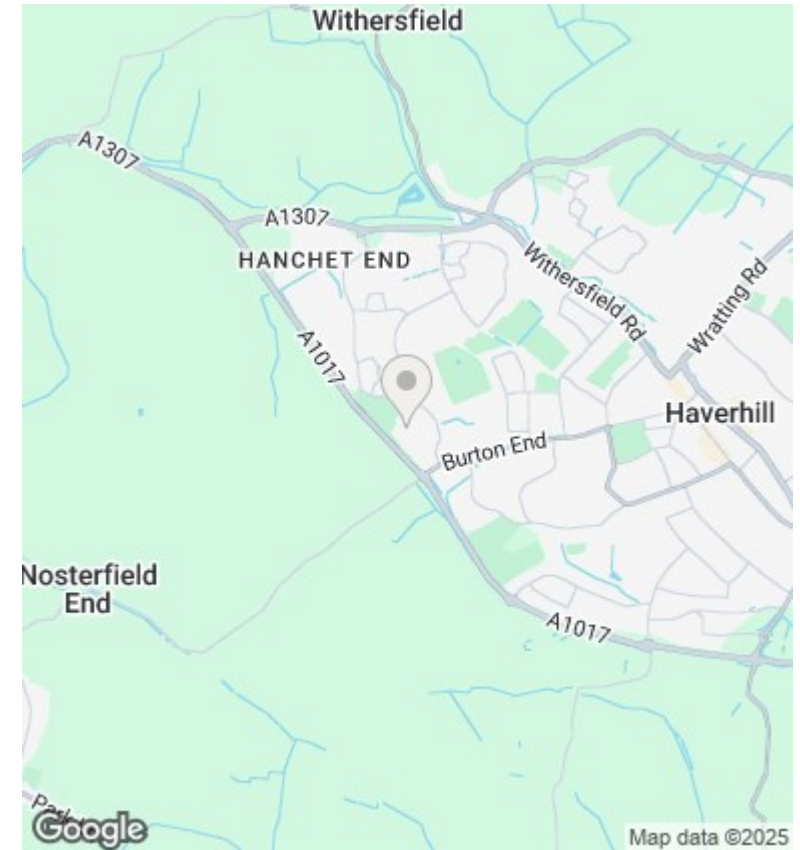 Withersfield
A1307
A1307
HANCHET END
Withersfield Rd
Wratting Rd
A1017
Haverhill
Burton End
Nosterfield
End
A1017
Google
Map data ©2025